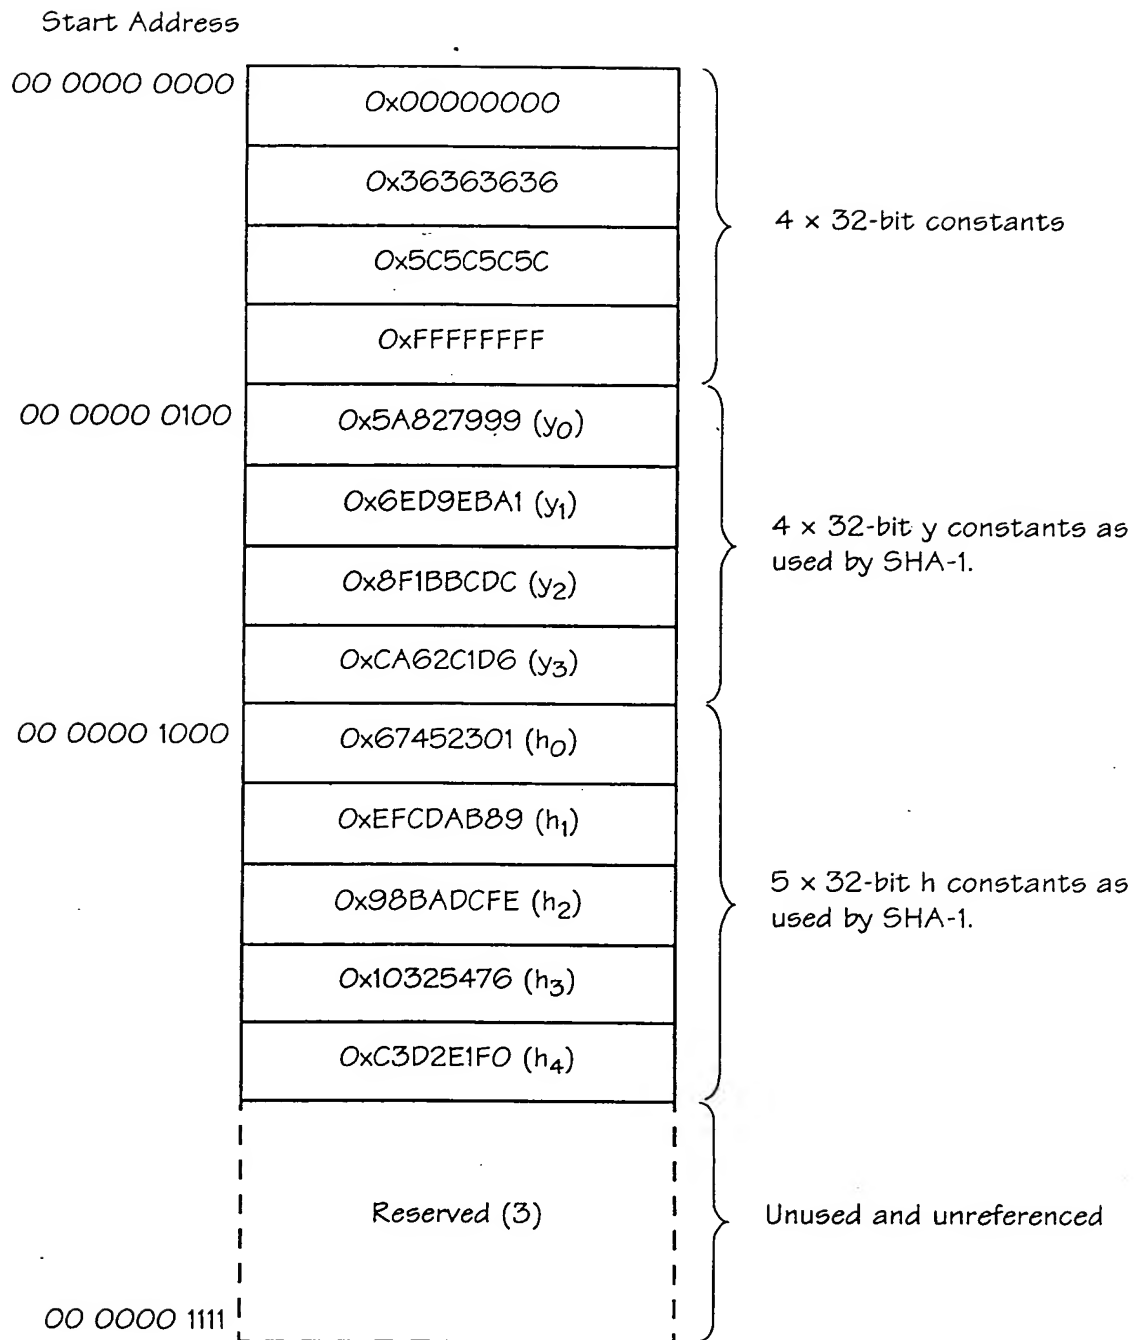 Start Address
00 0000 0000
0x00000000
0x36363636
4 x 32-bit constants
0x5C5C5C5C
0xFFFFFFFF
00 0000 0100
0x5A827999 (y0)
0x6ED9EBA1 (y1)
4 x 32-bit y constants as
used by SHA-1.
0x8F1BBCDC (y2)
0xCA62C1D6 (y3)
00 0000 1000
0x67452301 (h0)
0xEFCDAB89 (h1)
0x98BADCFE (h2)
5 x 32-bit h constants as
used by SHA-1.
0x10325476 (h3)
0xC3D2E1F0 (h4)
Reserved (3)
Unused and unreferenced
00 0000 1111